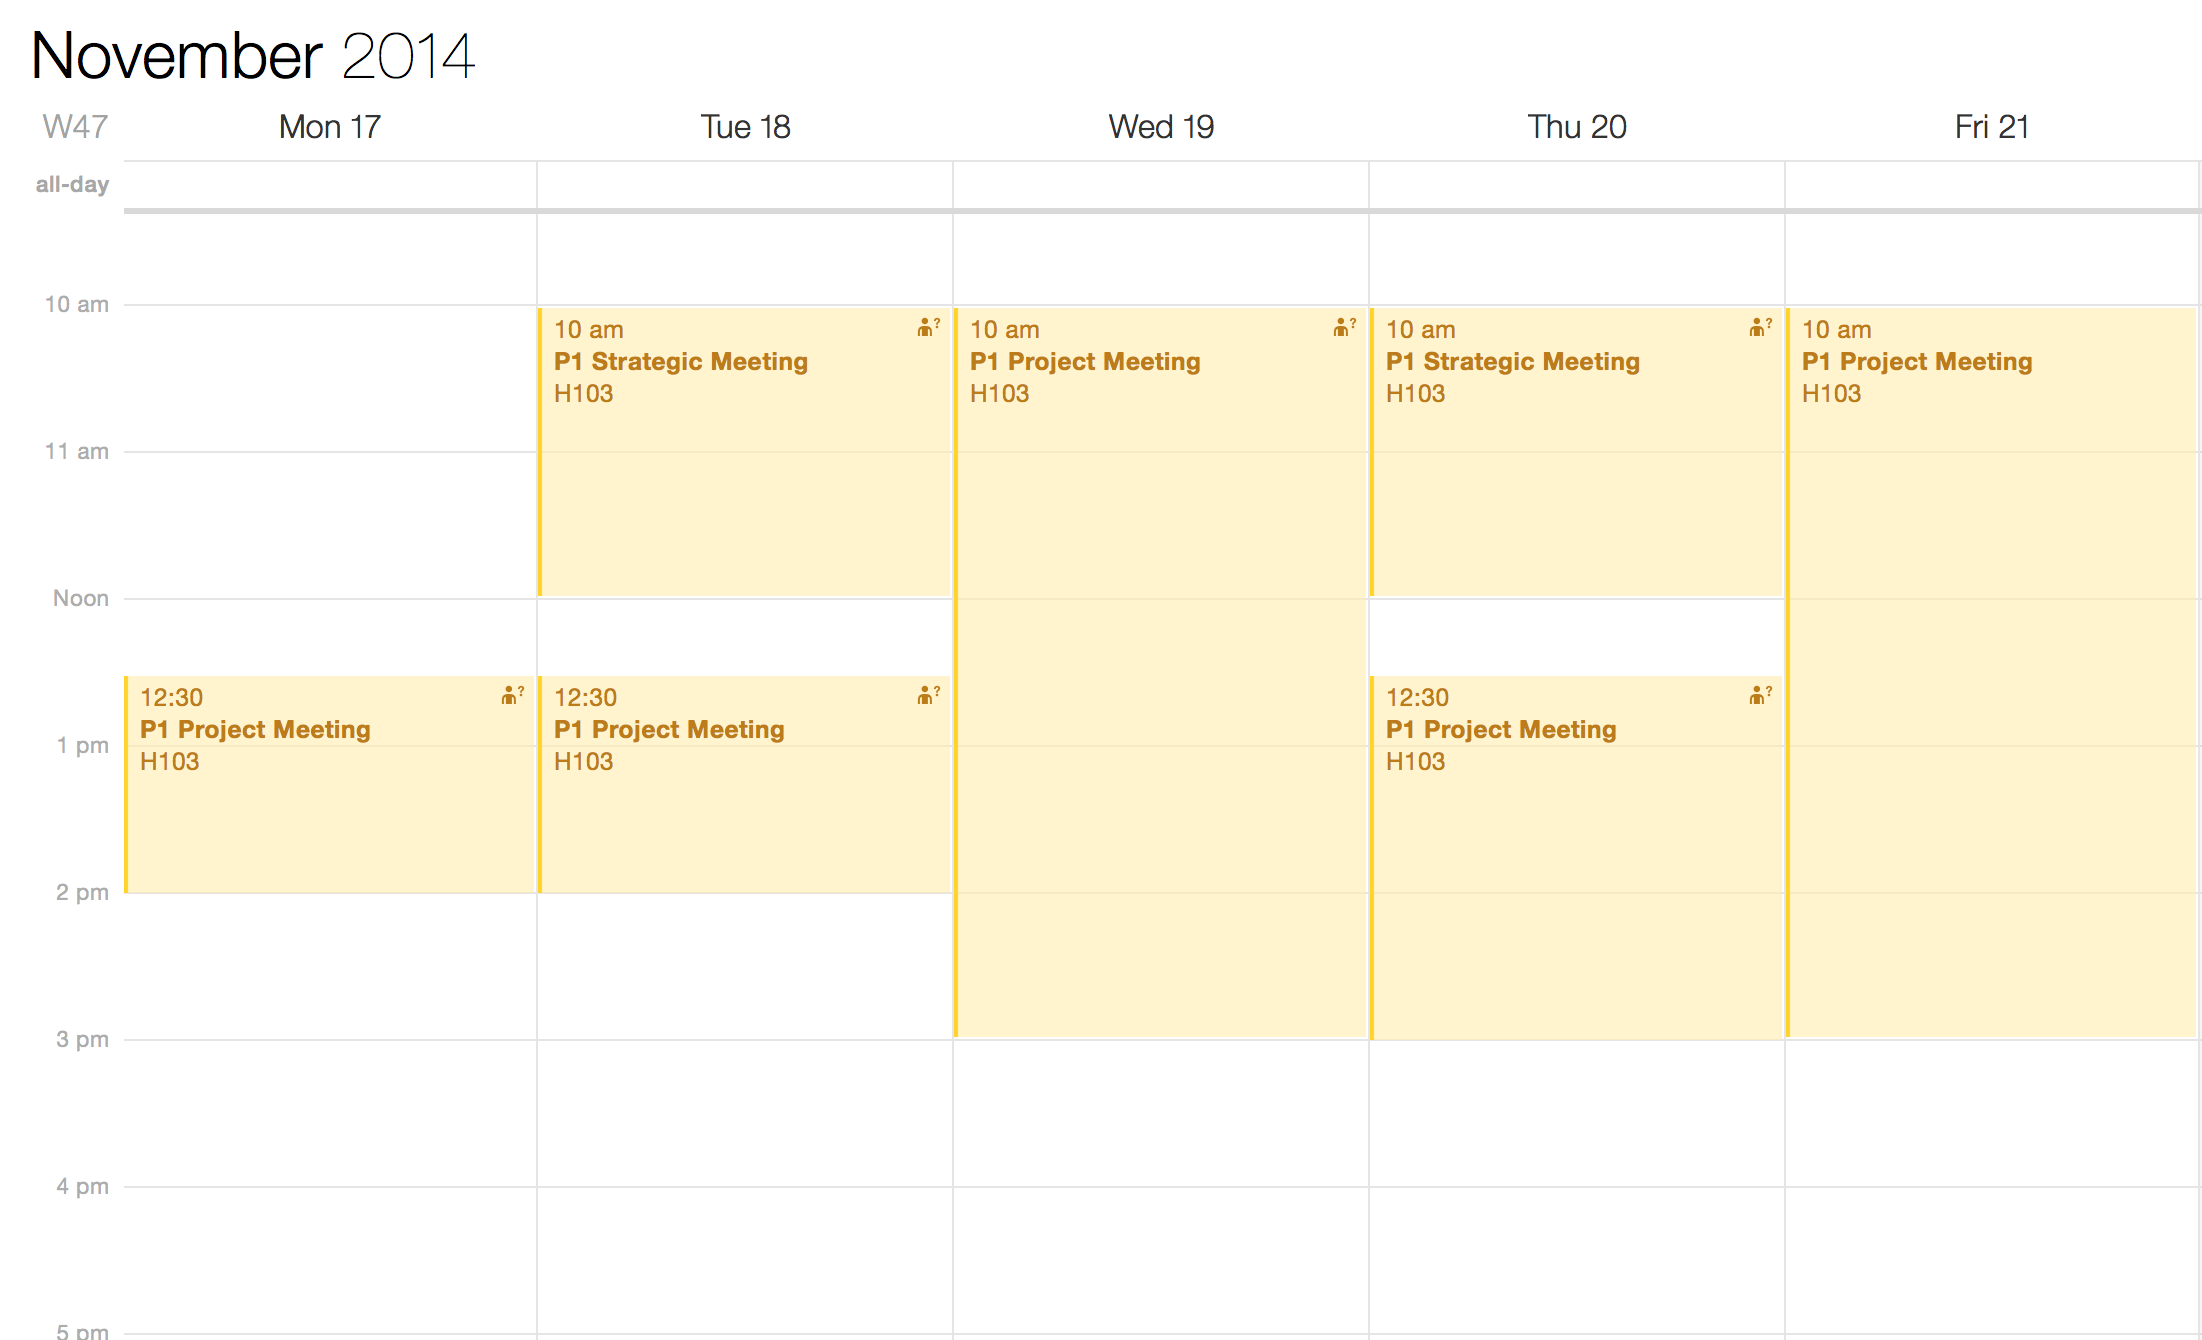 November 2014
W47 Mon 17 Tue 18 Wed 19 Thu 20 Fri 21
all-day
10 am
11 am
Noon
1 pm
2 pm
3 pm
4 pm
5 pm
12:30 ?
P1 Project Meeting
H103
10 am ?
P1 Strategic Meeting
H103
12:30 ?
P1 Project Meeting
H103
10 am ?
P1 Project Meeting
H103
10 am ?
P1 Strategic Meeting
H103
12:30 ?
P1 Project Meeting
H103
10 am
P1 Project Meeting
H103